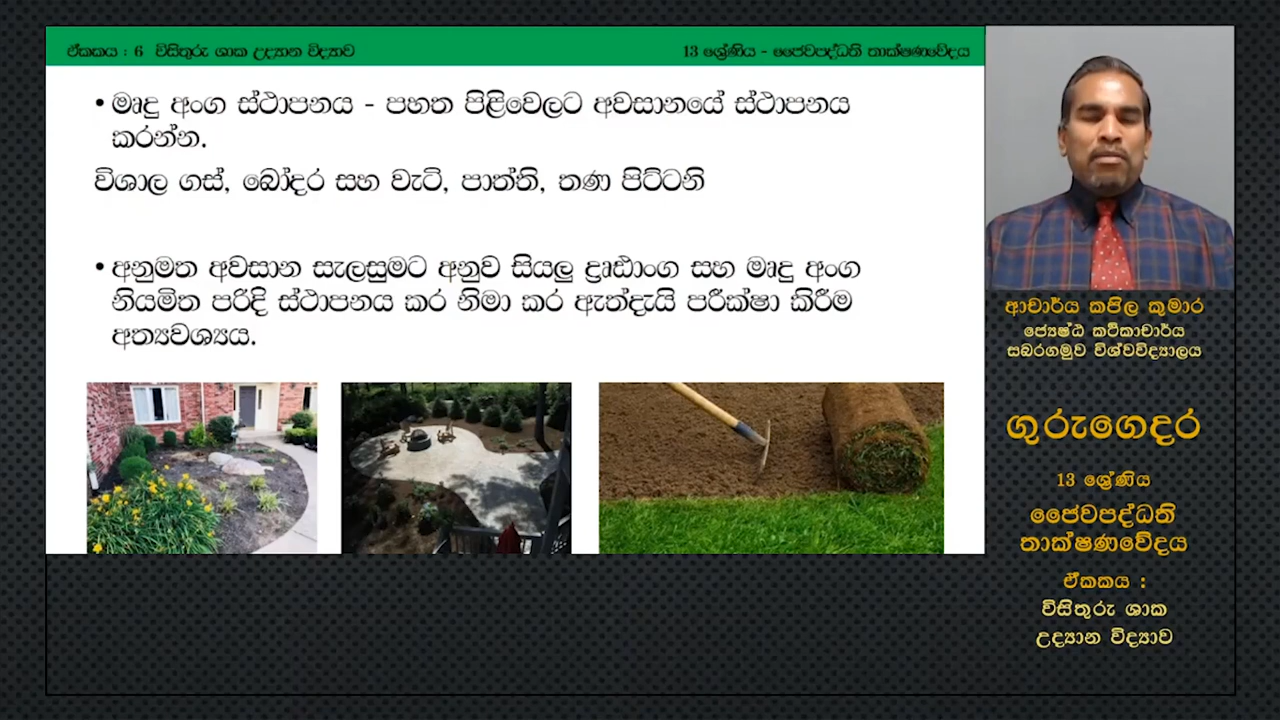 ඒකකය : 6 විසිතුරු ශාක උද්‍යාන විද්‍යාව
13 ශ්‍රේණිය - ජෛවපද්ධති තාක්ෂණවේදය
• මෘදු අංග ස්ථාපනය - පහත පිළිවෙලට අවසානයේ ස්ථාපනය
කරන්න.
විශාල ගස්, බෝදර සහ වැටි, පාත්ති, තණ පිට්ටනි
• අනුමත අවසාන සැලසුමට අනුව සියලු ද්‍රෘඪාංග සහ මෘදු අංග
නියමිත පරිදි ස්ථාපනය කර නිමා කර ඇත්දැයි පරීක්ෂා කිරීම
අත්‍යවශ්‍යය.
ආචාර්ය කපිල කුමාර
ජ්‍යෙෂ්ඨ කථිකාචාර්ය
සබරගමුව විශ්වවිද්‍යාලය
ගුරුගෙදර
13 ශ්‍රේණිය
ජෛවපද්ධති
තාක්ෂණවේදය
ඒකකය :
විසිතුරු ශාක
උද්‍යාන විද්‍යාව